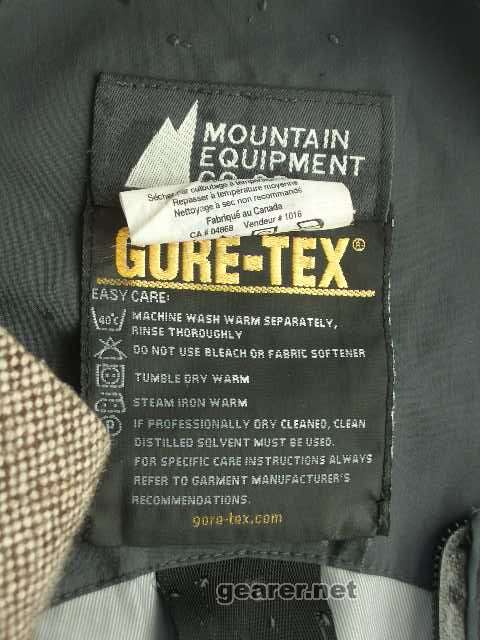 MOUNTAIN
EQUIPMENT
Sécher par culbutage à température
Repasser à température moyenne
Nettoyage à sec non recommandé
Fabriqué au Canada
CA # 04868 Vendeur # 1016
GORE-TEX®
EASY CARE:
40°C MACHINE WASH WARM SEPARATELY,
RINSE THOROUGHLY
DO NOT USE BLEACH OR FABRIC SOFTENER
TUMBLE DRY WARM
STEAM IRON WARM
P IF PROFESSIONALLY DRY CLEANED, CLEAN
DISTILLED SOLVENT MUST BE USED.
FOR SPECIFIC CARE INSTRUCTIONS ALWAYS
REFER TO GARMENT MANUFACTURER'S
RECOMMENDATIONS.
gore-tex.com
gearer.net